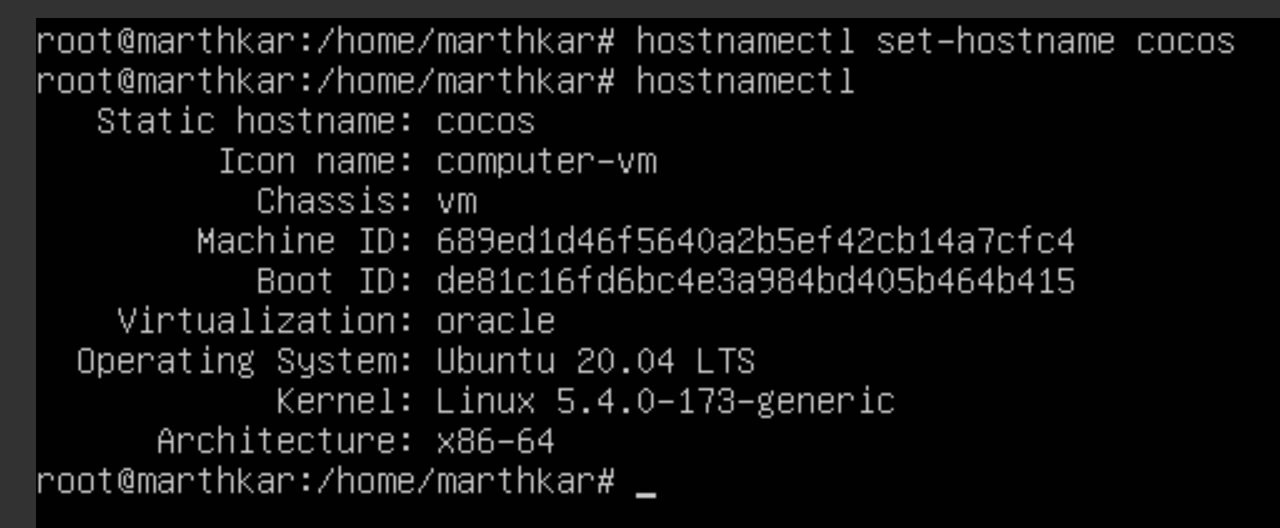 root@marthkar:/home/marthkar# hostnamectl set-hostname cocos
root@marthkar:/home/marthkar# hostnamectl
Static hostname: cocos
Icon name: computer-vm
Chassis: vm
Machine ID: 689ed1d46f5640a2b5ef42cb14a7cfc4
Boot ID: de81c16fd6bc4e3a984bd405b464b415
Virtualization: oracle
Operating System: Ubuntu 20.04 LTS
Kernel: Linux 5.4.0-173-generic
Architecture: x86-64
root@marthkar:/home/marthkar# _